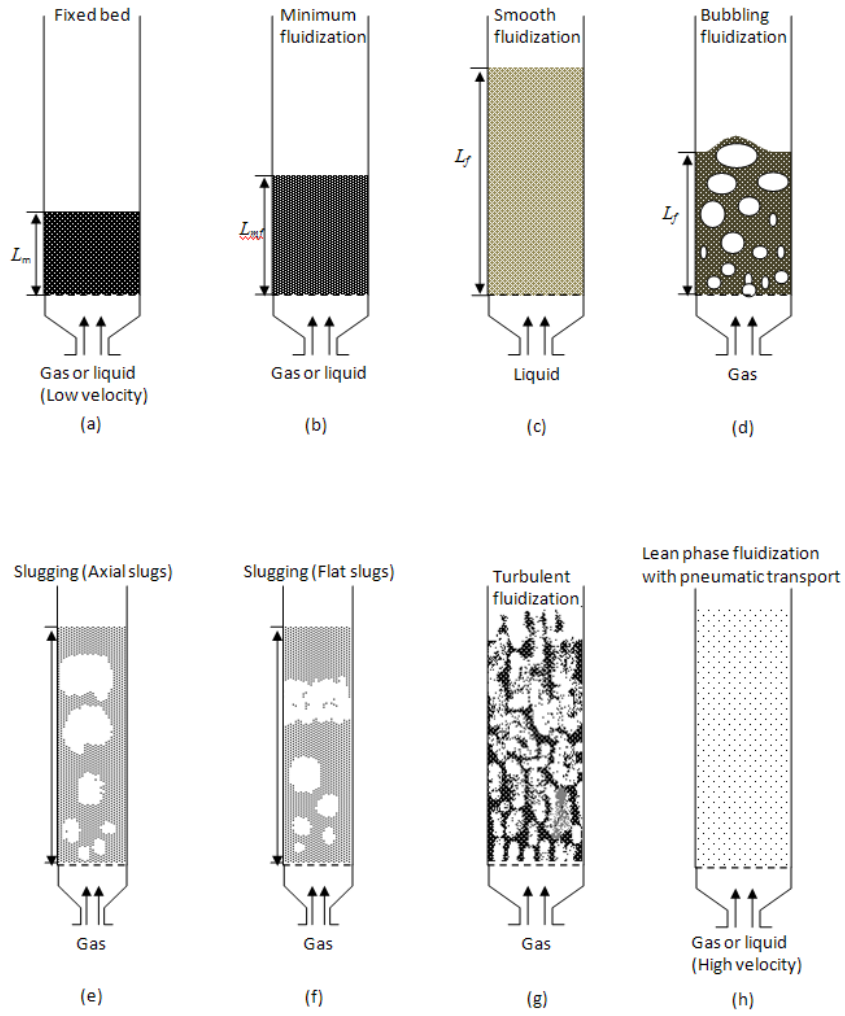 Fixed bed
Minimum
fluidization
Smooth
fluidization
Bubbling
fluidization
Lm
Lmf
Lf
Lf
Gas or liquid
(Low velocity)
Gas or liquid
Liquid
Gas
(a)
(b)
(c)
(d)
Slugging (Axial slugs)
Slugging (Flat slugs)
Turbulent
fluidization
Lean phase fluidization
with pneumatic transport
Gas
Gas
Gas
Gas or liquid
(High velocity)
(e)
(f)
(g)
(h)